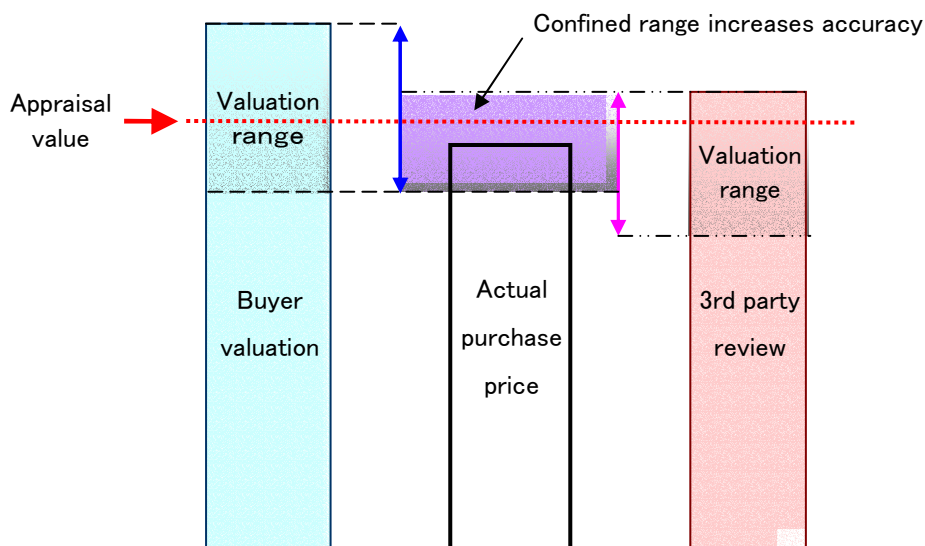 Confined range increases accuracy
Appraisal
value
Valuation
range
Valuation
range
Buyer
valuation
Actual
purchase
price
3rd party
review